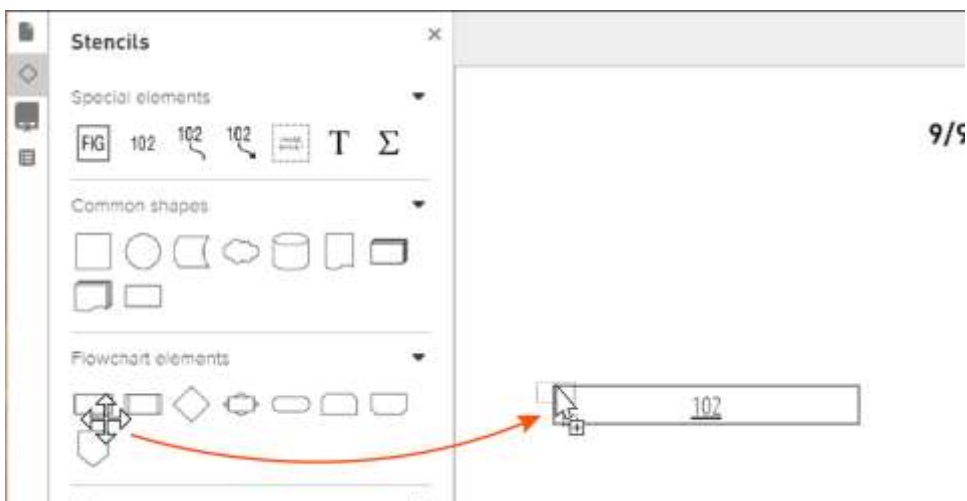 Stencils
Special elements
FIG 102 102 102 T Σ
9/9
Common shapes
Flowchart elements
102